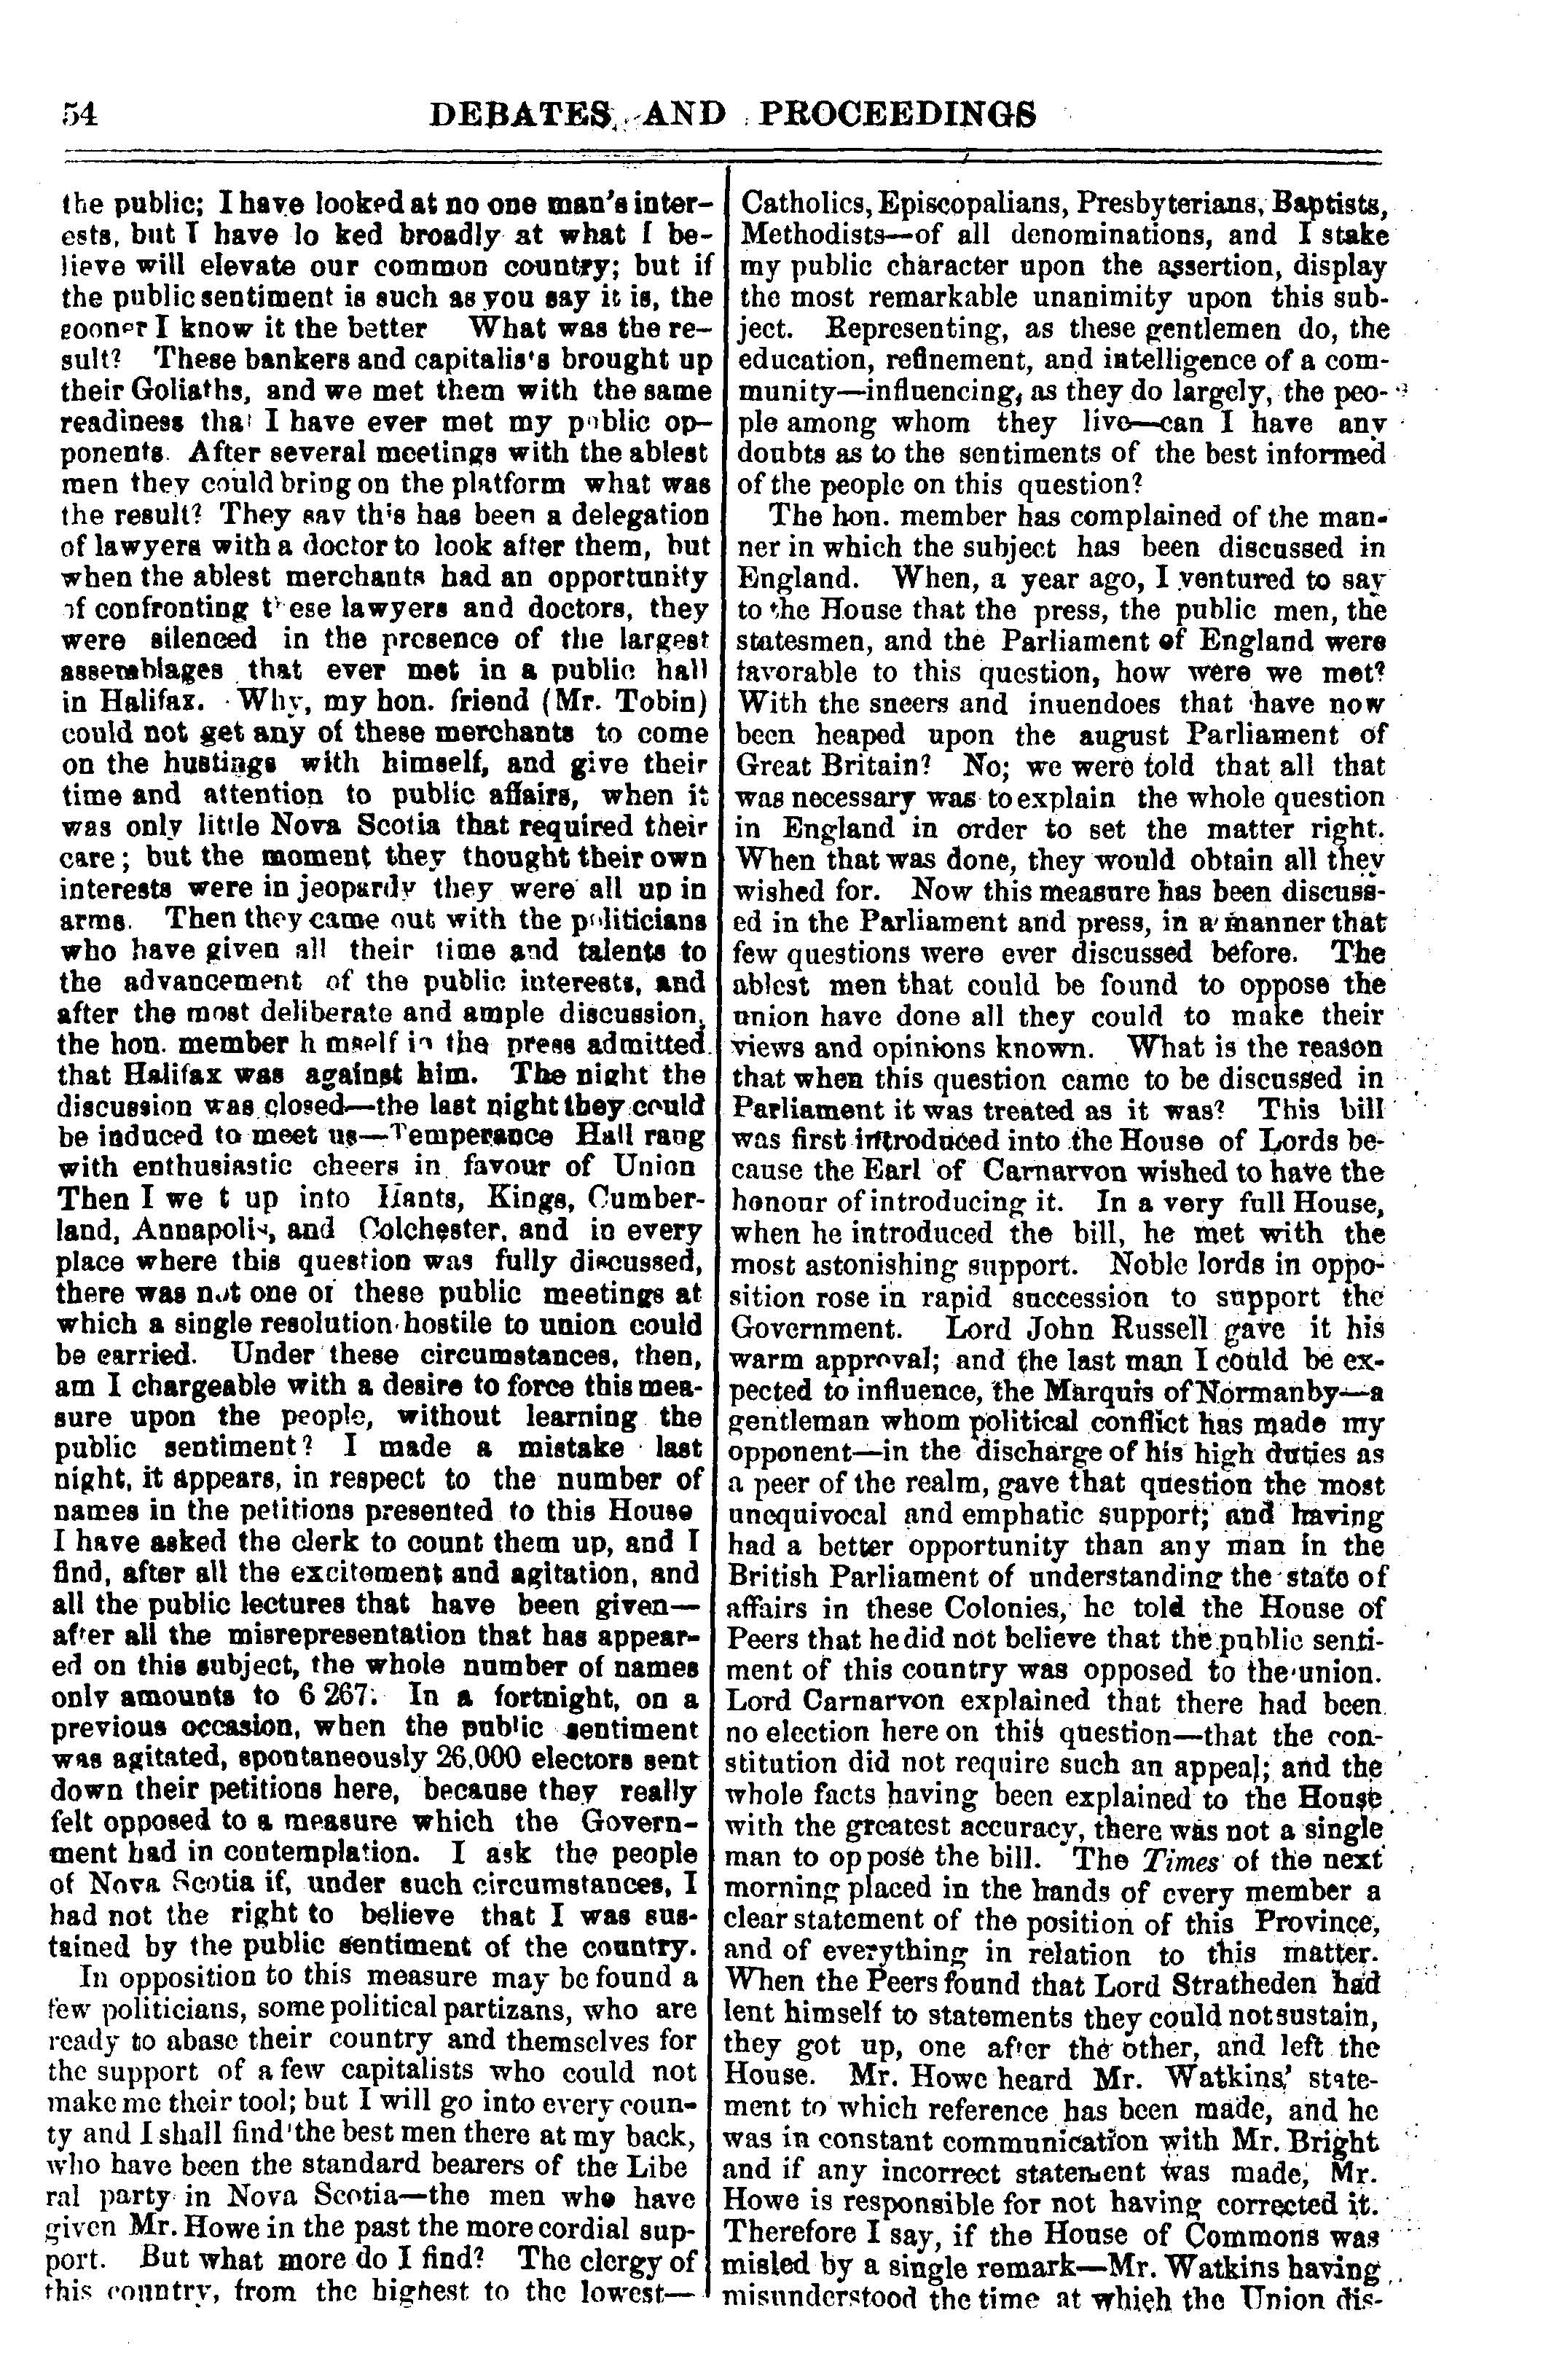 54 DEBATES AND PROCEEDINGS
the public; I have looked at no one man's inter-
ests, but I have lo ked broadly at what I be-
lieve will elevate our common country; but if
the public sentiment is such as you say it is, the
sooner I know it the better What was the re-
sult? These bankers and capitalis's brought up
their Goliaths, and we met them with the same
readiness that I have ever met my public op-
ponents. After several meetings with the ablest
men they could bring on the platform what was
the result? They say this has been a delegation
of lawyers with a doctor to look after them, but
when the ablest merchants had an opportunity
of confronting these lawyers and doctors, they
were silenced in the presence of the largest
assemblages that ever met in a public hall
in Halifax. Why, my hon. friend (Mr. Tobin)
could not get any of these merchants to come
on the hustings with himself, and give their
time and attention to public affairs, when it
was only little Nova Scotia that required their
care; but the moment they thought their own
interests were in jeopardy they were all up in
arms. Then they came out with the politicians
who have given all their time and talents to
the advancement of the public interests, and
after the most deliberate and ample discussion,
the hon. member h mself in the press admitted
that Halifax was against him. The night the
discussion was closed—the last night they could
be induced to meet us—Temperance Hall rang
with enthusiastic cheers in favour of Union
Then I we t up into Hants, Kings, Cumber-
land, Annapolis, and Colchester, and in every
place where this question was fully discussed,
there was not one of these public meetings at
which a single resolution hostile to union could
be carried. Under these circumstances, then,
am I chargeable with a desire to force this mea-
sure upon the people, without learning the
public sentiment? I made a mistake last
night, it appears, in respect to the number of
names in the petitions presented to this House
I have asked the clerk to count them up, and I
find, after all the excitement and agitation, and
all the public lectures that have been given—
after all the misrepresentation that has appear-
ed on this subject, the whole number of names
only amounts to 6 267. In a fortnight, on a
previous occasion, when the public sentiment
was agitated, spontaneously 26,000 electors sent
down their petitions here, because they really
felt opposed to a measure which the Govern-
ment had in contemplation. I ask the people
of Nova Scotia if, under such circumstances, I
had not the right to believe that I was sus-
tained by the public sentiment of the country.
In opposition to this measure may be found a
few politicians, some political partizans, who are
ready to abase their country and themselves for
the support of a few capitalists who could not
make me their tool; but I will go into every coun-
ty and I shall find the best men there at my back,
who have been the standard bearers of the Libe
ral party in Nova Scotia—the men who have
given Mr. Howe in the past the more cordial sup-
port. But what more do I find? The clergy of
this country, from the highest to the lowest—
Catholics, Episcopalians, Presbyterians, Baptists,
Methodists—of all denominations, and I stake
my public character upon the assertion, display
the most remarkable unanimity upon this sub-
ject. Representing, as these gentlemen do, the
education, refinement, and intelligence of a com-
munity—influencing, as they do largely, the peo-
ple among whom they live—can I have any
doubts as to the sentiments of the best informed
of the people on this question?
The hon. member has complained of the man-
ner in which the subject has been discussed in
England. When, a year ago, I ventured to say
to the House that the press, the public men, the
statesmen, and the Parliament of England were
favorable to this question, how were we met?
With the sneers and inuendoes that have now
been heaped upon the august Parliament of
Great Britain? No; we were told that all that
was necessary was to explain the whole question
in England in order to set the matter right.
When that was done, they would obtain all they
wished for. Now this measure has been discuss-
ed in the Parliament and press, in a manner that
few questions were ever discussed before. The
ablest men that could be found to oppose the
union have done all they could to make their
views and opinions known. What is the reason
that when this question came to be discussed in
Parliament it was treated as it was? This bill
was first introduced into the House of Lords be-
cause the Earl of Carnarvon wished to have the
honour of introducing it. In a very full House,
when he introduced the bill, he met with the
most astonishing support. Noble lords in oppo-
sition rose in rapid succession to support the
Government. Lord John Russell gave it his
warm approval; and the last man I could be ex-
pected to influence, the Marquis of Normanby—a
gentleman whom political conflict has made my
opponent—in the discharge of his high duties as
a peer of the realm, gave that question the most
unequivocal and emphatic support; and having
had a better opportunity than any man in the
British Parliament of understanding the state of
affairs in these Colonies, he told the House of
Peers that he did not believe that the public senti-
ment of this country was opposed to the union.
Lord Carnarvon explained that there had been
no election here on this question—that the con-
stitution did not require such an appeal; and the
whole facts having been explained to the House
with the greatest accuracy, there was not a single
man to oppose the bill. The Times of the next
morning placed in the hands of every member a
clear statement of the position of this Province,
and of everything in relation to this matter.
When the Peers found that Lord Stratheden had
lent himself to statements they could not sustain,
they got up, one after the other, and left the
House. Mr. Howe heard Mr. Watkins' state-
ment to which reference has been made, and he
was in constant communication with Mr. Bright
and if any incorrect statement was made, Mr.
Howe is responsible for not having corrected it.
Therefore I say, if the House of Commons was
misled by a single remark—Mr. Watkins having
misunderstood the time at which the Union dis-